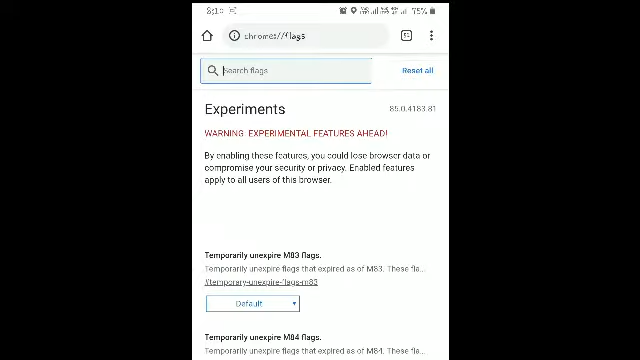 75%
chrome://flags
Search flags
Reset all
Experiments
85.0.4183.81
WARNING EXPERIMENTAL FEATURES AHEAD!
By enabling these features, you could lose browser data or
compromise your security or privacy. Enabled features
apply to all users of this browser.
Temporarily unexpire M83 flags.
Temporarily unexpire flags that expired as of M83. These fla...
#temporary-unexpire-flags-m83
Default
Temporarily unexpire M84 flags.
Temporarily unexpire flags that expired as of M84. These fla...